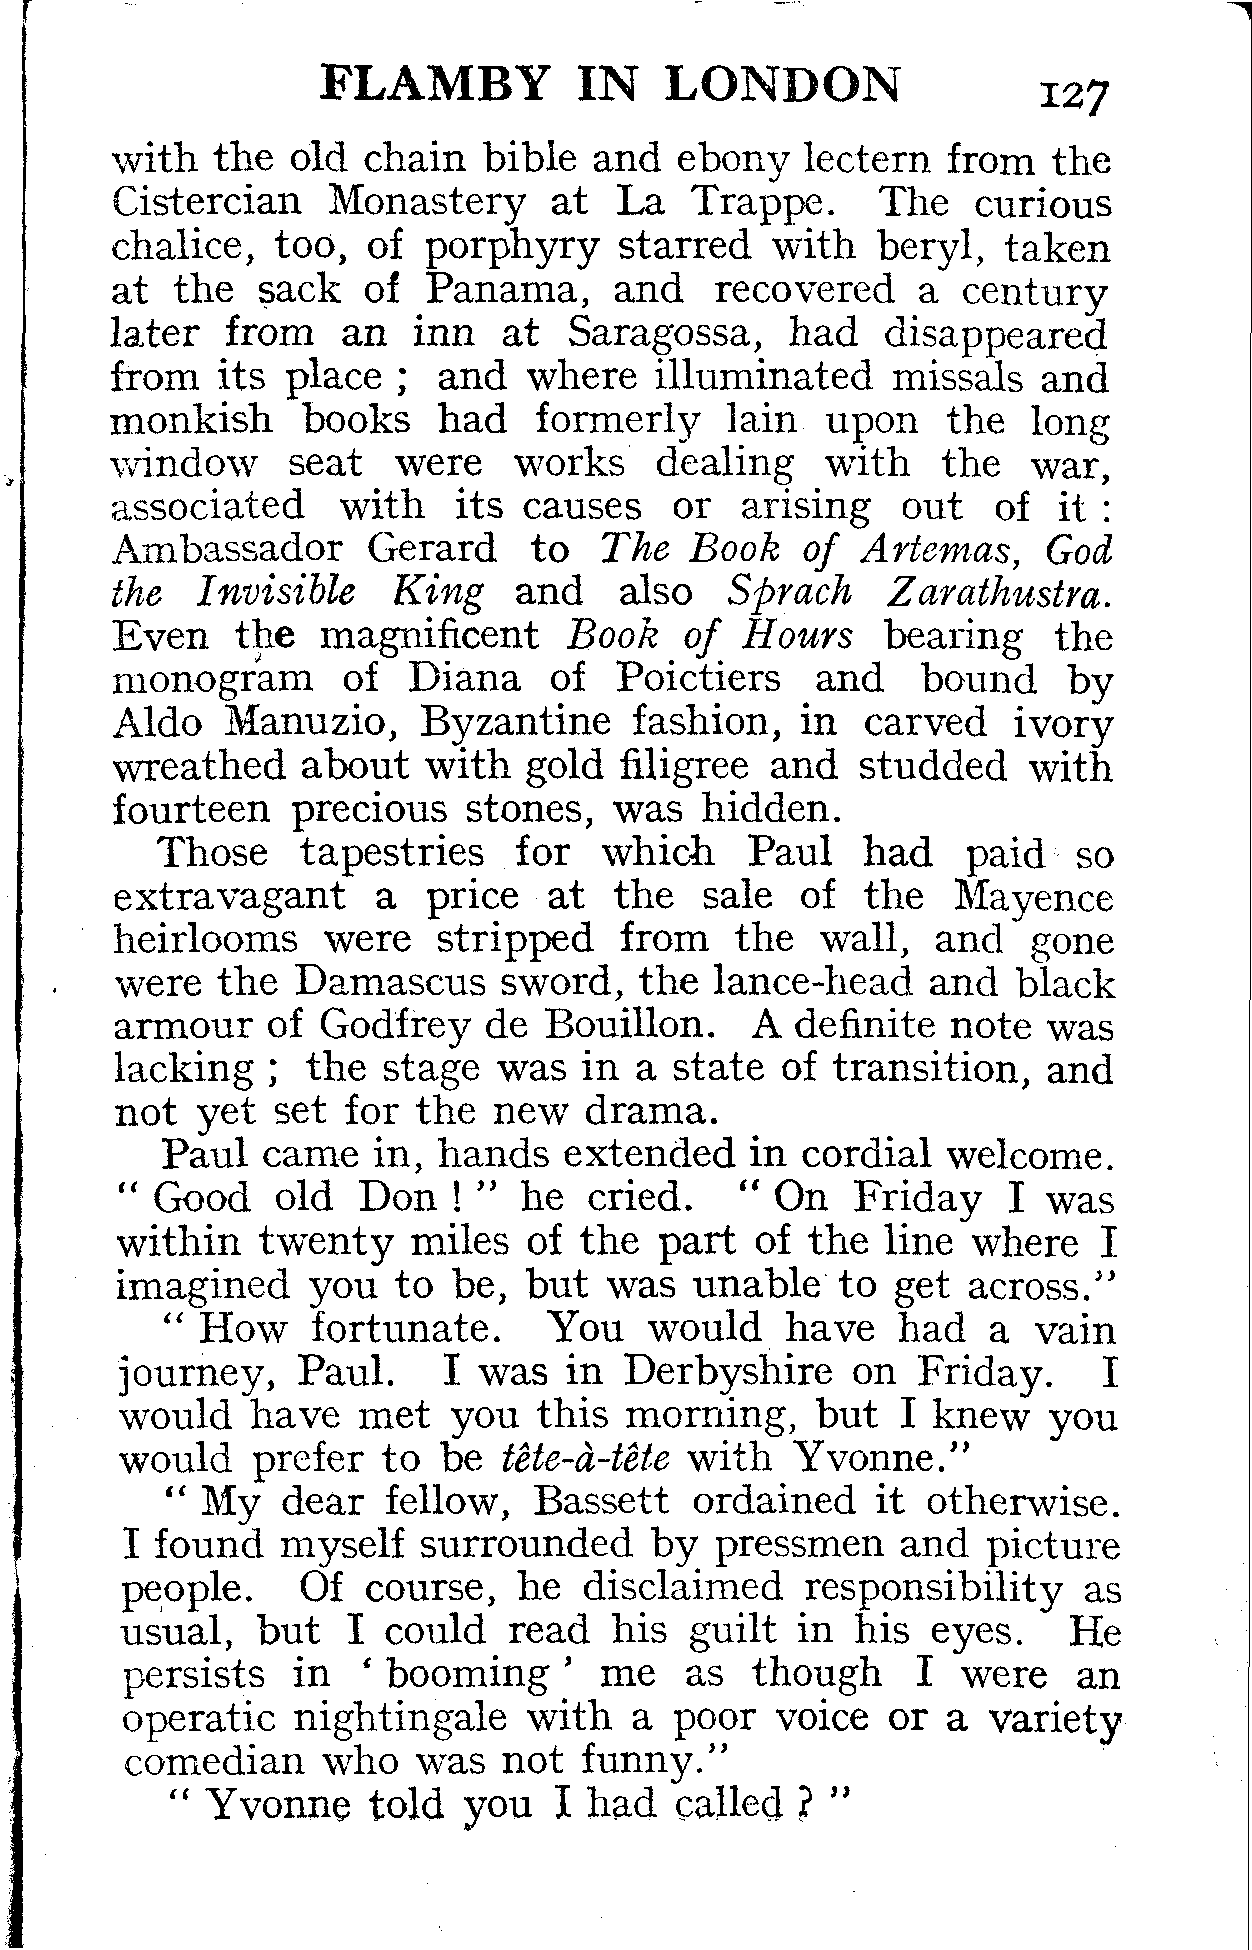 FLAMBY IN LONDON 127
with the old chain bible and ebony lectern from the
Cistercian Monastery at La Trappe. The curious
chalice, too, of porphyry starred with beryl, taken
at the sack of Panama, and recovered a century
later from an inn at Saragossa, had disappeared
from its place ; and where illuminated missals and
monkish books had formerly lain upon the long
window seat were works dealing with the war,
associated with its causes or arising out of it :
Ambassador Gerard to The Book of Artemas, God
the Invisible King and also Sprach Zarathustra.
Even the magnificent Book of Hours bearing the
monogram of Diana of Poictiers and bound by
Aldo Manuzio, Byzantine fashion, in carved ivory
wreathed about with gold filigree and studded with
fourteen precious stones, was hidden.
Those tapestries for which Paul had paid so
extravagant a price at the sale of the Mayence
heirlooms were stripped from the wall, and gone
were the Damascus sword, the lance-head and black
armour of Godfrey de Bouillon. A definite note was
lacking ; the stage was in a state of transition, and
not yet set for the new drama.
Paul came in, hands extended in cordial welcome.
“ Good old Don ! ” he cried. “ On Friday I was
within twenty miles of the part of the line where I
imagined you to be, but was unable to get across.”
“ How fortunate. You would have had a vain
journey, Paul. I was in Derbyshire on Friday. I
would have met you this morning, but I knew you
would prefer to be tête-à-tête with Yvonne.”
“ My dear fellow, Bassett ordained it otherwise.
I found myself surrounded by pressmen and picture
people. Of course, he disclaimed responsibility as
usual, but I could read his guilt in his eyes. He
persists in ‘ booming ’ me as though I were an
operatic nightingale with a poor voice or a variety
comedian who was not funny.”
“ Yvonne told you I had called ? ”